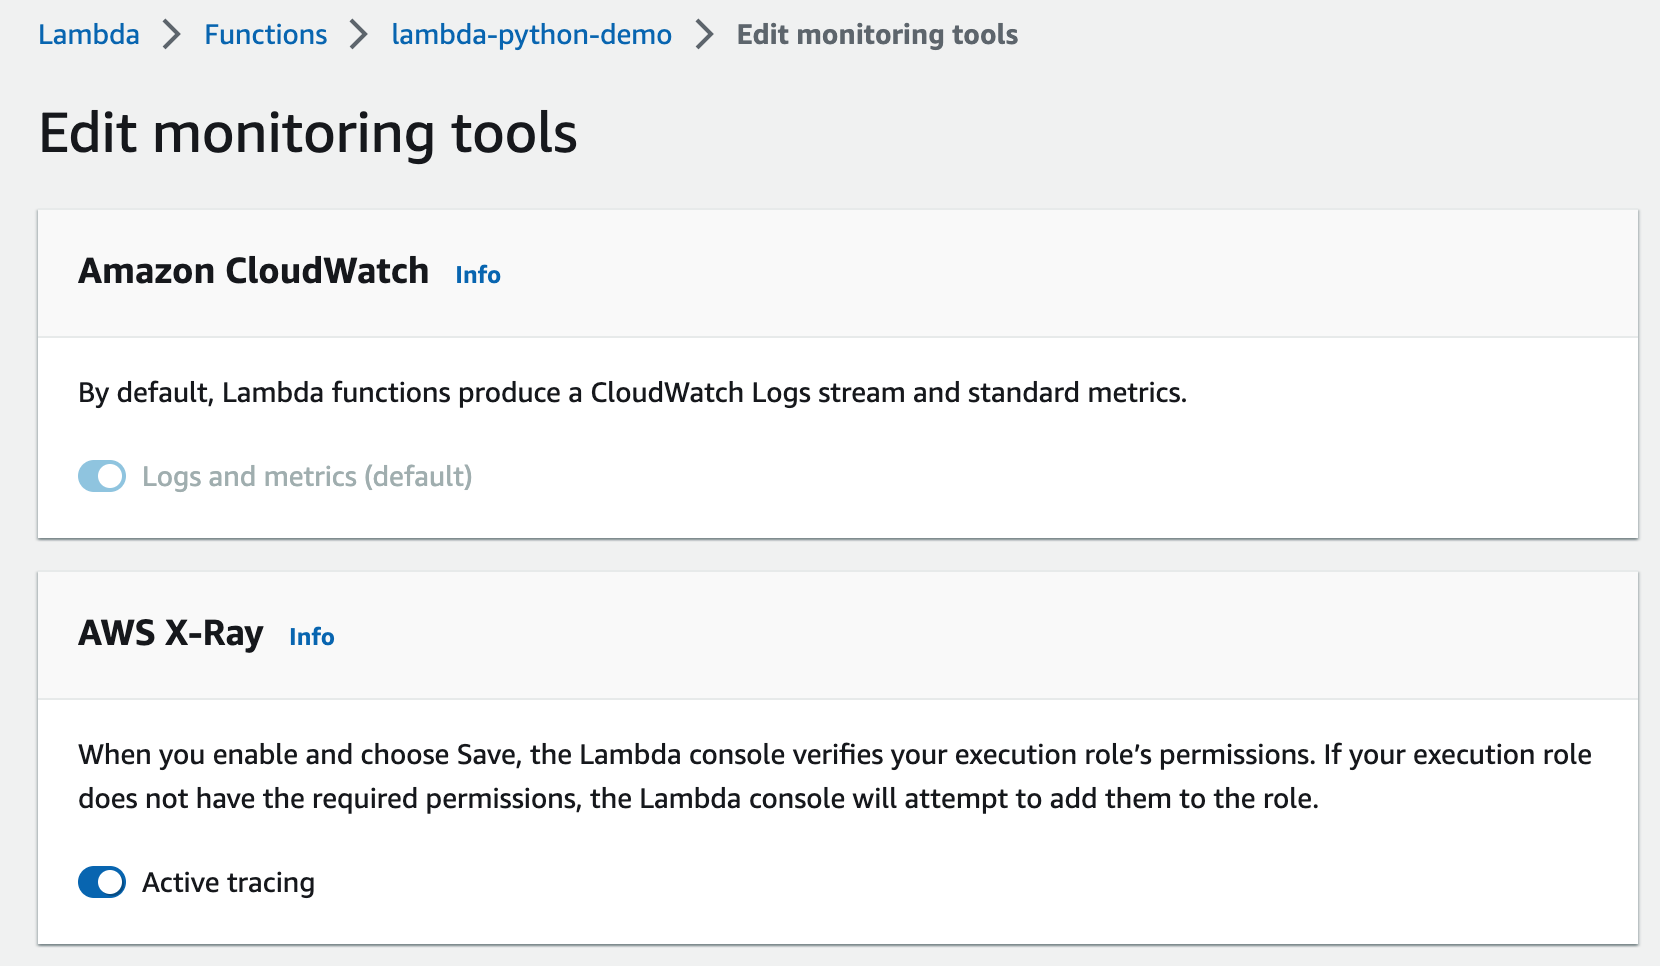 Lambda > Functions > lambda-python-demo > Edit monitoring tools
Edit monitoring tools
Amazon CloudWatch Info
By default, Lambda functions produce a CloudWatch Logs stream and standard metrics.
Logs and metrics (default)
AWS X-Ray Info
When you enable and choose Save, the Lambda console verifies your execution role’s permissions. If your execution role
does not have the required permissions, the Lambda console will attempt to add them to the role.
Active tracing